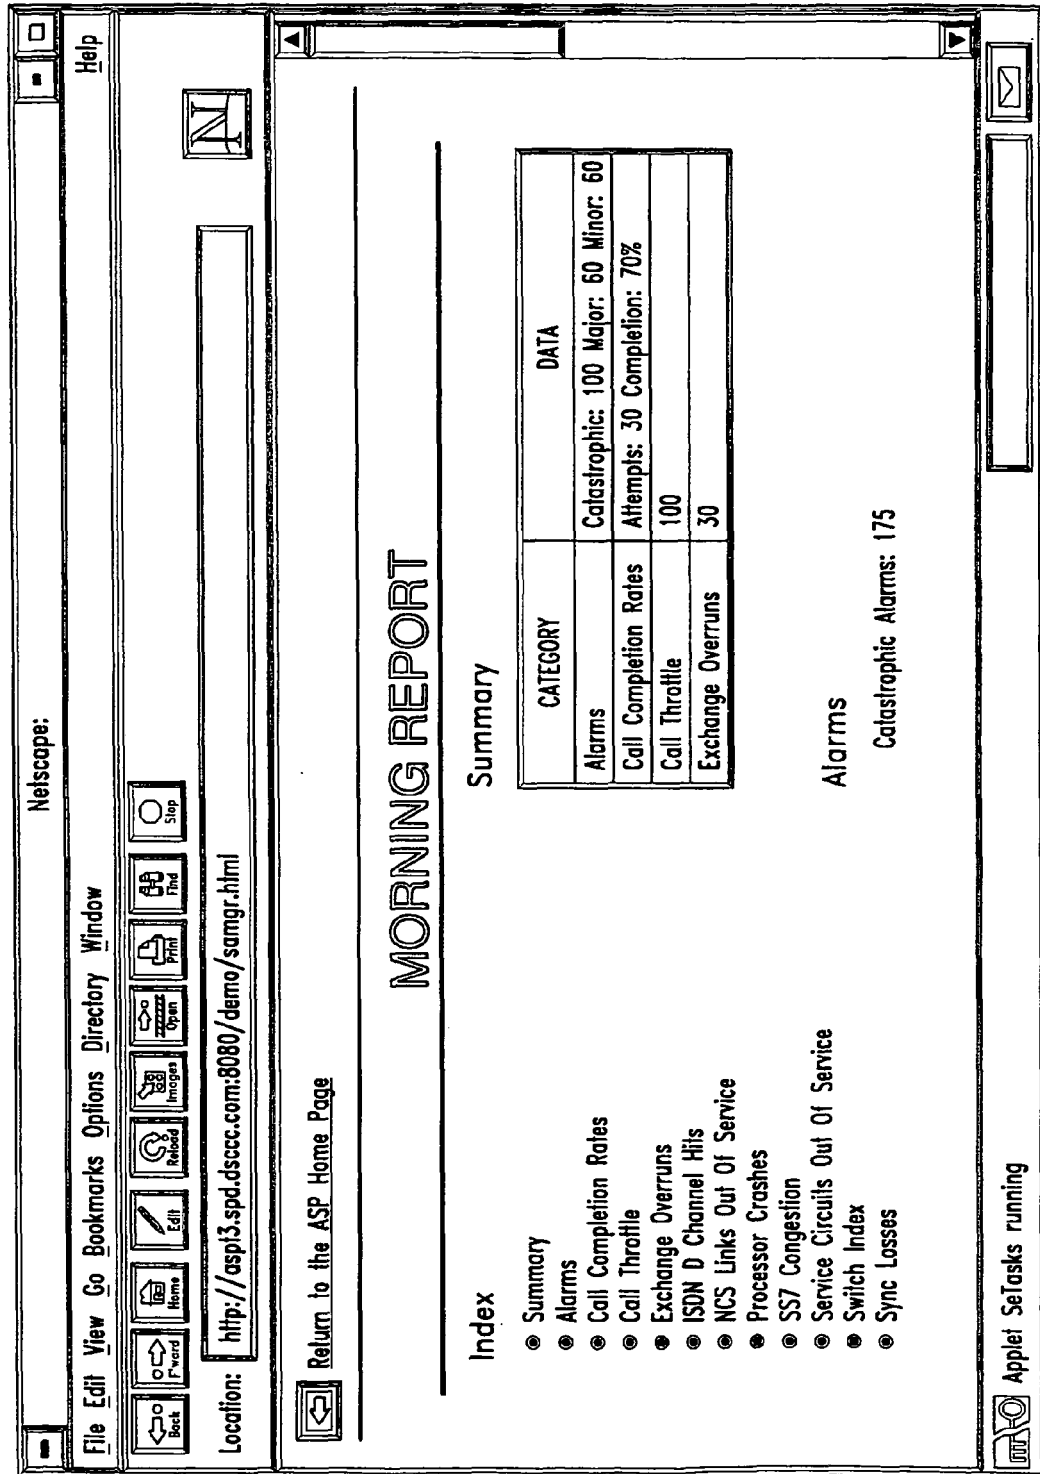 Netscape:
File Edit View Go Bookmarks Options Directory Window Help
Back F'ward Home Edit Reload Images Open Print Find Stop
N
Location: http://aspt3.spd.dsccc.com:8080/demo/samgr.html
Return to the ASP Home Page
MORNING REPORT
Index
Summary
Alarms
Call Completion Rates
Call Throttle
Exchange Overruns
ISDN D Channel Hits
NCS Links Out Of Service
Processor Crashes
SS7 Congestion
Service Circuits Out Of Service
Switch Index
Sync Losses
Summary
CATEGORY DATA
Alarms Catastrophic: 100 Major: 60 Minor: 60
Call Completion Rates Attempts: 30 Completion: 70%
Call Throttle 100
Exchange Overruns 30
Alarms
Catastrophic Alarms: 175
Applet SeTasks running